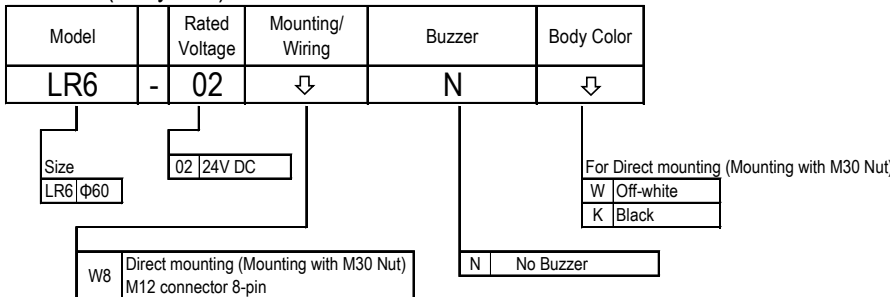 Model
Rated
Voltage
Mounting/
Wiring
Buzzer
Body Color
LR6 - 02 ⇩ N ⇩
Size
LR6 Φ60
02 24V DC
For Direct mounting (Mounting with M30 Nut)
W Off-white
K Black
W8
Direct mounting (Mounting with M30 Nut)
M12 connector 8-pin
N No Buzzer